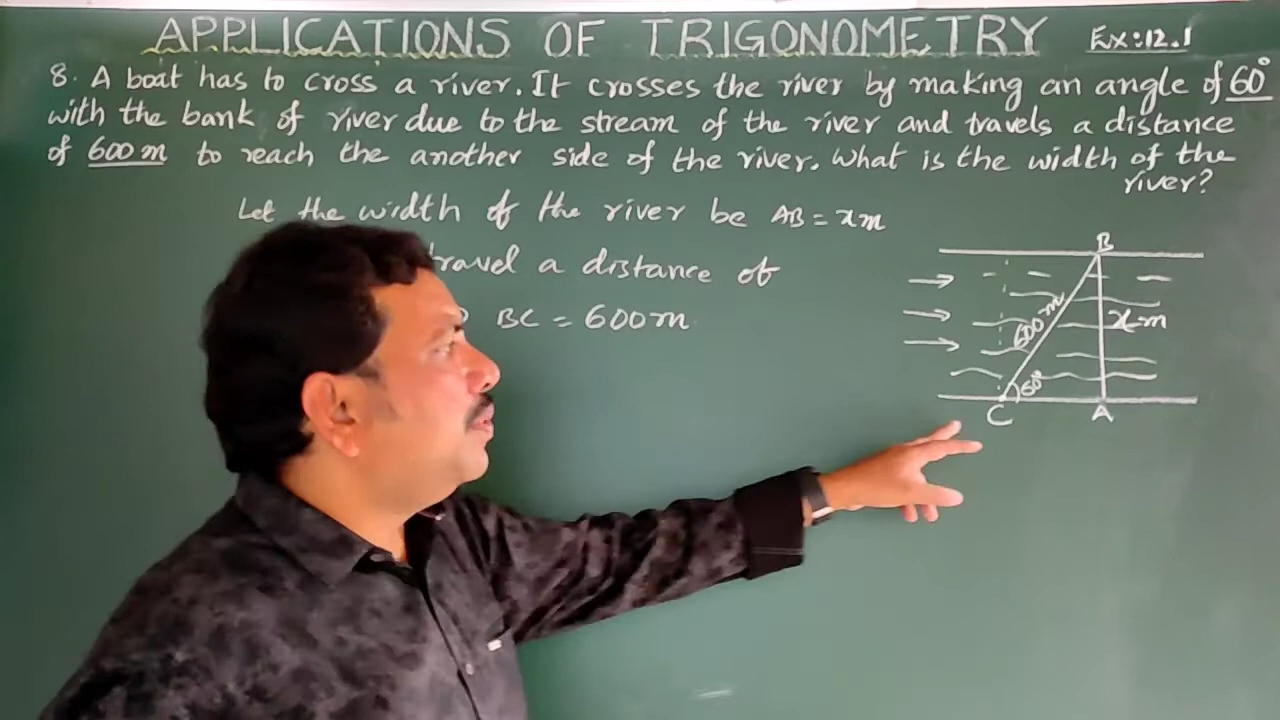 APPLICATIONS OF TRIGONOMETRY Ex:12.1
8. A boat has to cross a river. It crosses the river by making an angle of 60°
with the bank of river due to the stream of the river and travels a distance
of 600m to reach the another side of the river. What is the width of the
river?
Let the width of the river be AB = xm
travel a distance of
BC = 600m
B
600 m
x m
60°
C
A